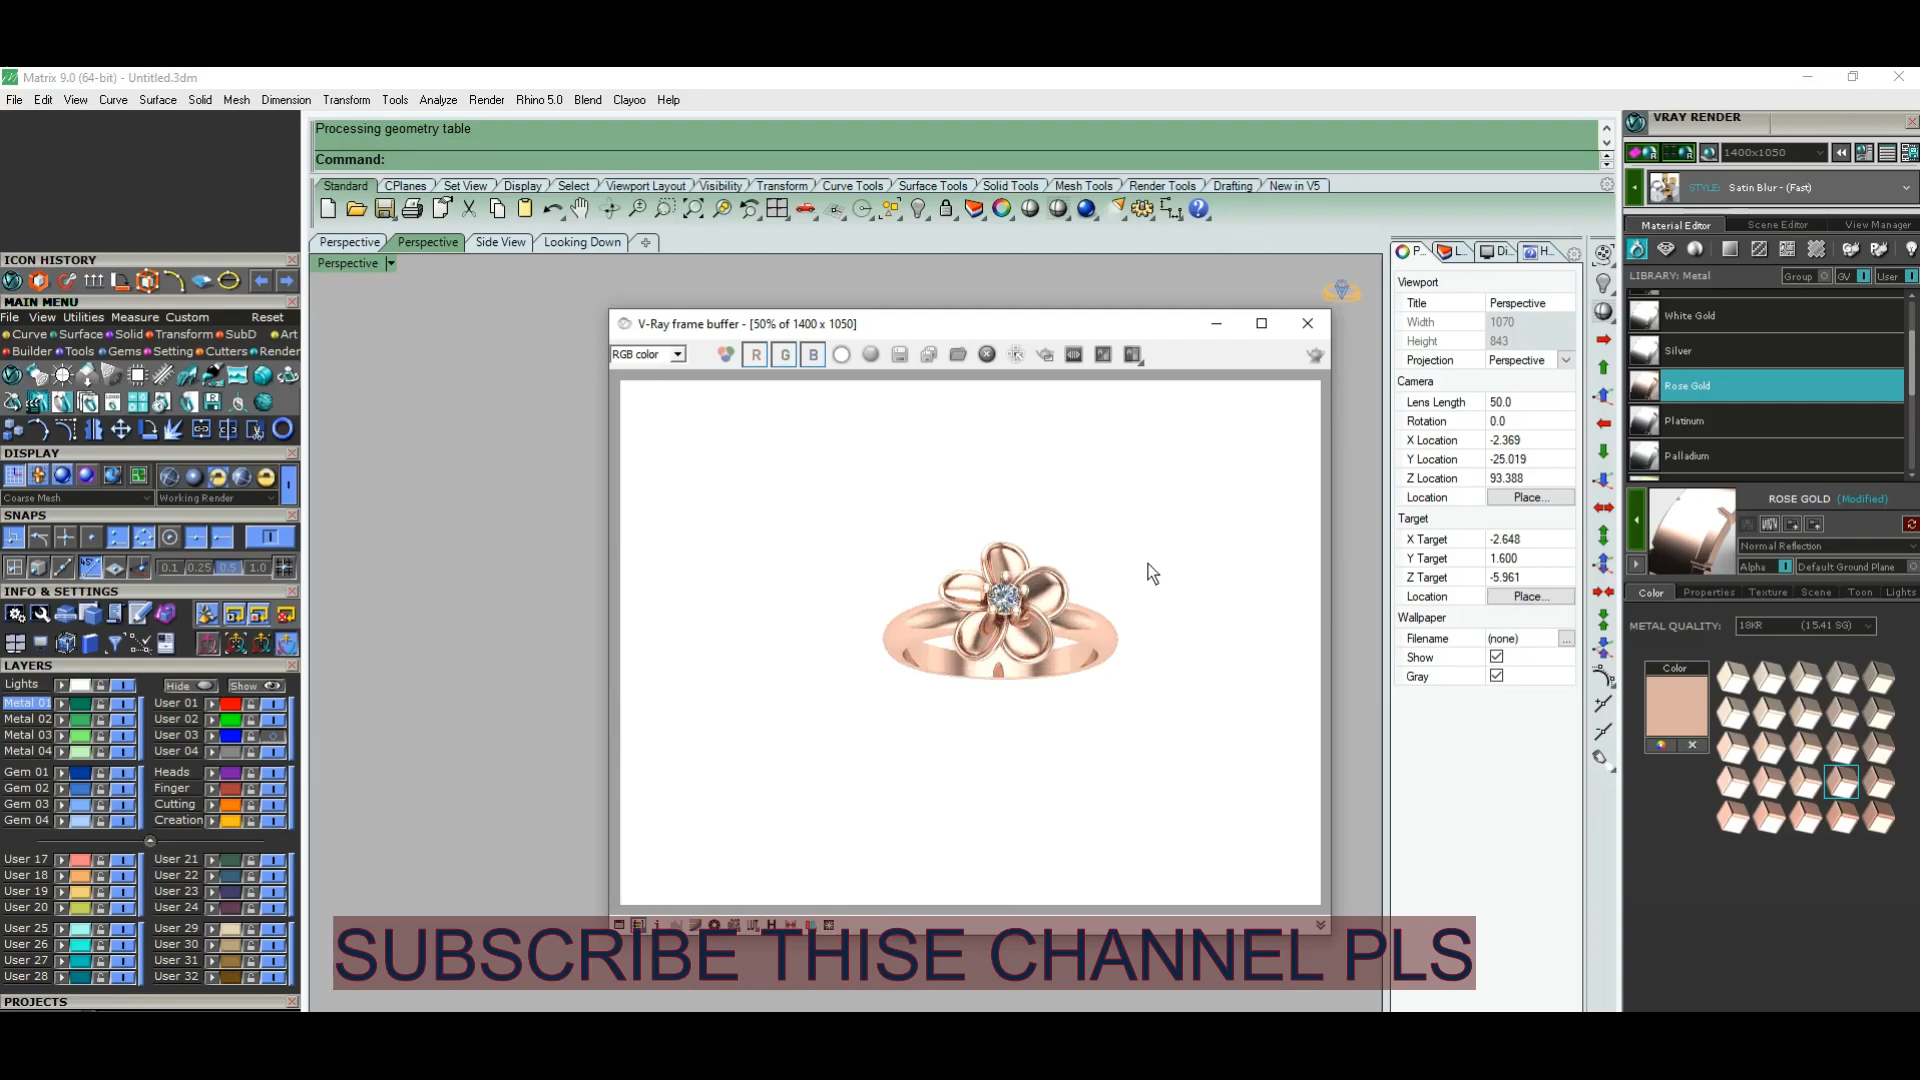 Matrix 9.0 (64-bit) - Untitled.3dm
File Edit View Curve Surface Solid Mesh Dimension Transform Tools Analyze Render Rhino 5.0 Blend Clayoo Help
Processing geometry table
Command:
Standard CPlanes Set View Display Select Viewport Layout Visibility Transform Curve Tools Surface Tools Solid Tools Mesh Tools Render Tools Drafting New in V5
Perspective Perspective Side View Looking Down
Perspective
ICON HISTORY
MAIN MENU
File View Utilities Measure Custom Reset
Curve Surface Solid Transform SubD Art
Builder Tools Gems Setting Cutters Render
DISPLAY
Coarse Mesh Working Render
SNAPS
0.1 0.25 0.5 1.0
INFO & SETTINGS
LAYERS
Lights Hide Show
Metal 01 User 01
Metal 02 User 02
Metal 03 User 03
Metal 04 User 04
Gem 01 Heads
Gem 02 Finger
Gem 03 Cutting
Gem 04 Creation
User 17 User 21
User 18 User 22
User 19 User 23
User 20 User 24
User 25 User 29
User 26 User 30
User 27 User 31
User 28 User 32
PROJECTS
V-Ray frame buffer - [50% of 1400 x 1050]
RGB color R G B
SUBSCRIBE THISE CHANNEL PLS
P... L... Di... H...
Viewport
Title Perspective
Width 1070
Height 843
Projection Perspective
Camera
Lens Length 50.0
Rotation 0.0
X Location -2.369
Y Location -25.019
Z Location 93.388
Location Place...
Target
X Target -2.648
Y Target 1.600
Z Target -5.961
Location Place...
Wallpaper
Filename (none) ...
Show
Gray
VRAY RENDER
1400x1050
STYLE: Satin Blur - (Fast)
Material Editor Scene Editor View Manager
LIBRARY: Metal Group GV User
White Gold
Silver
Rose Gold
Platinum
Palladium
ROSE GOLD (Modified)
Normal Reflection
Alpha Default Ground Plane
Color Properties Texture Scene Toon Lights
METAL QUALITY: 18KR (15.41 SG)
Color